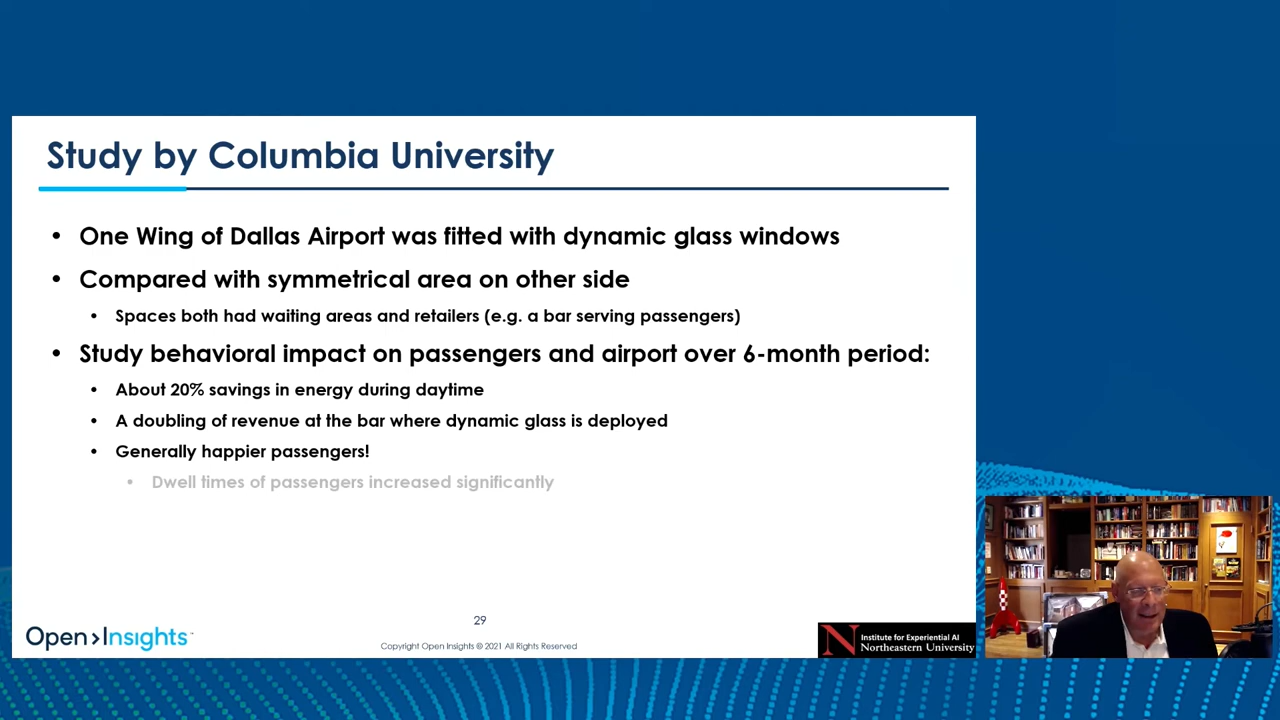 Study by Columbia University
• One Wing of Dallas Airport was fitted with dynamic glass windows
• Compared with symmetrical area on other side
• Spaces both had waiting areas and retailers (e.g. a bar serving passengers)
• Study behavioral impact on passengers and airport over 6-month period:
• About 20% savings in energy during daytime
• A doubling of revenue at the bar where dynamic glass is deployed
• Generally happier passengers!
• Dwell times of passengers increased significantly
29
Open>Insights
Copyright Open Insights © 2021 All Rights Reserved
N Institute for Experiential AI
Northeastern University